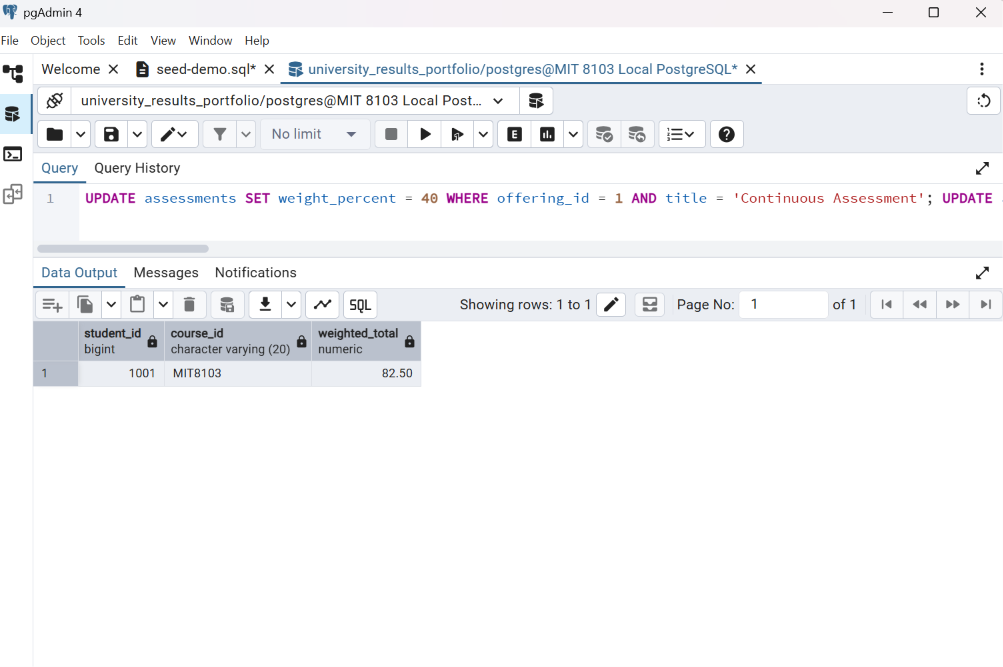 pgAdmin 4
File Object Tools Edit View Window Help
Welcome seed-demo.sql* university_results_portfolio/postgres@MIT 8103 Local PostgreSQL*
university_results_portfolio/postgres@MIT 8103 Local Post...
No limit E
Query Query History
1 UPDATE assessments SET weight_percent = 40 WHERE offering_id = 1 AND title = 'Continuous Assessment'; UPDATE
Data Output Messages Notifications
SQL Showing rows: 1 to 1 Page No: 1 of 1
student_id course_id weighted_total
bigint character varying (20) numeric
1 1001 MIT8103 82.50